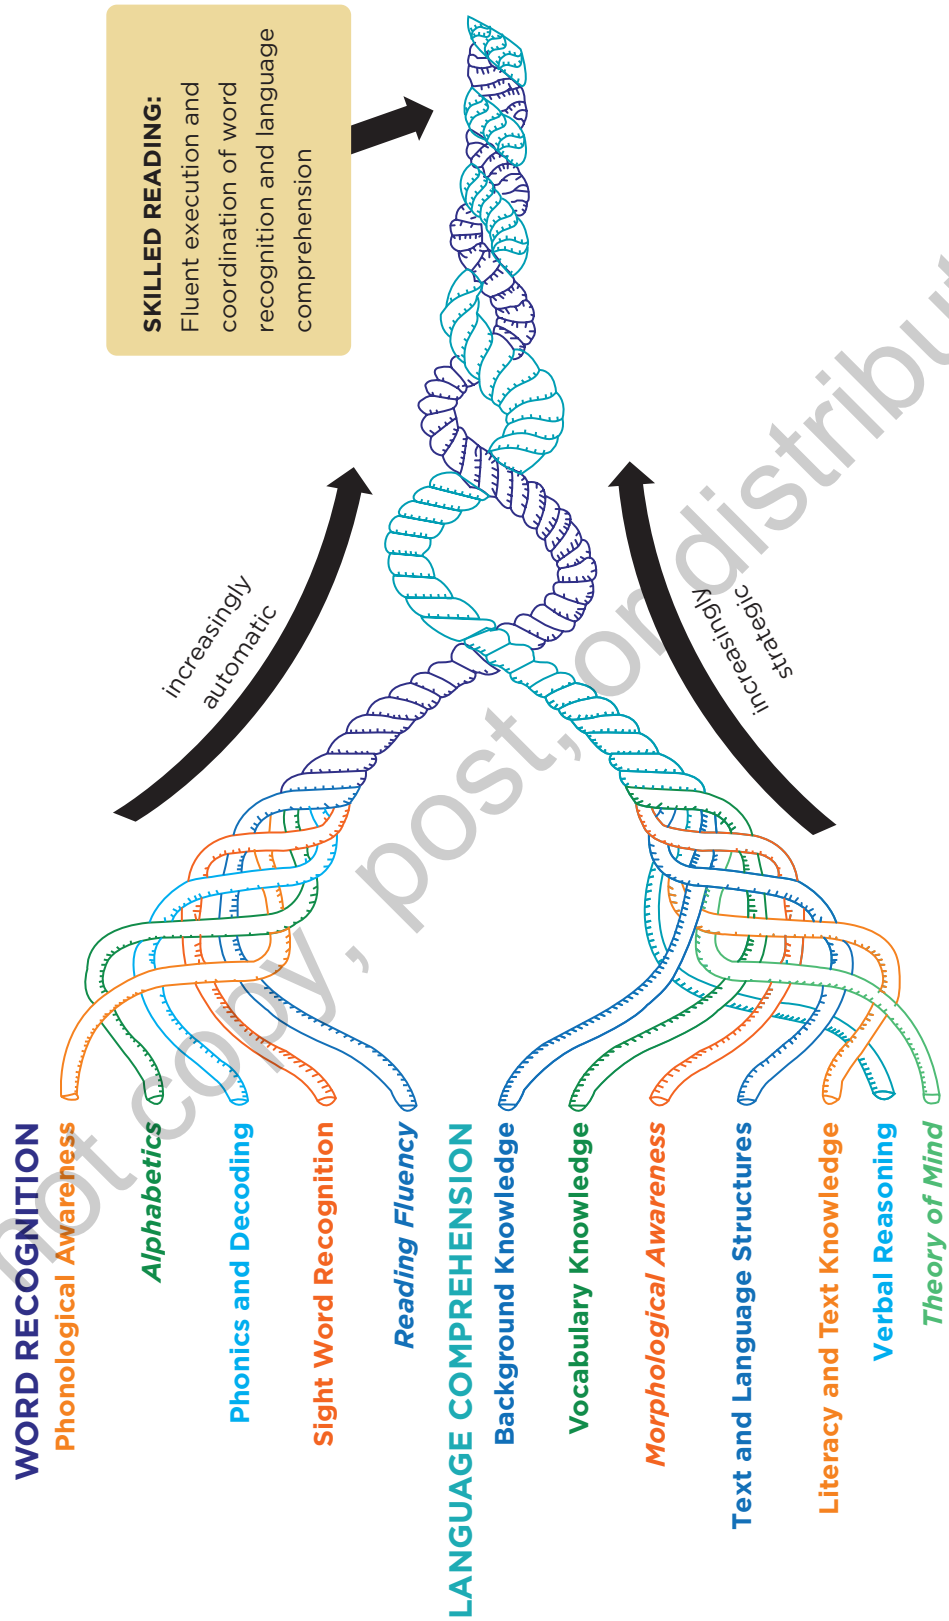 WORD RECOGNITION
Phonological Awareness
Alphabetics
Phonics and Decoding
Sight Word Recognition
Reading Fluency
LANGUAGE COMPREHENSION
Background Knowledge
Vocabulary Knowledge
Morphological Awareness
Text and Language Structures
Literacy and Text Knowledge
Verbal Reasoning
Theory of Mind
increasingly
automatic
increasingly
strategic
SKILLED READING:
Fluent execution and
coordination of word
recognition and language
comprehension
not copy, post, or distribut